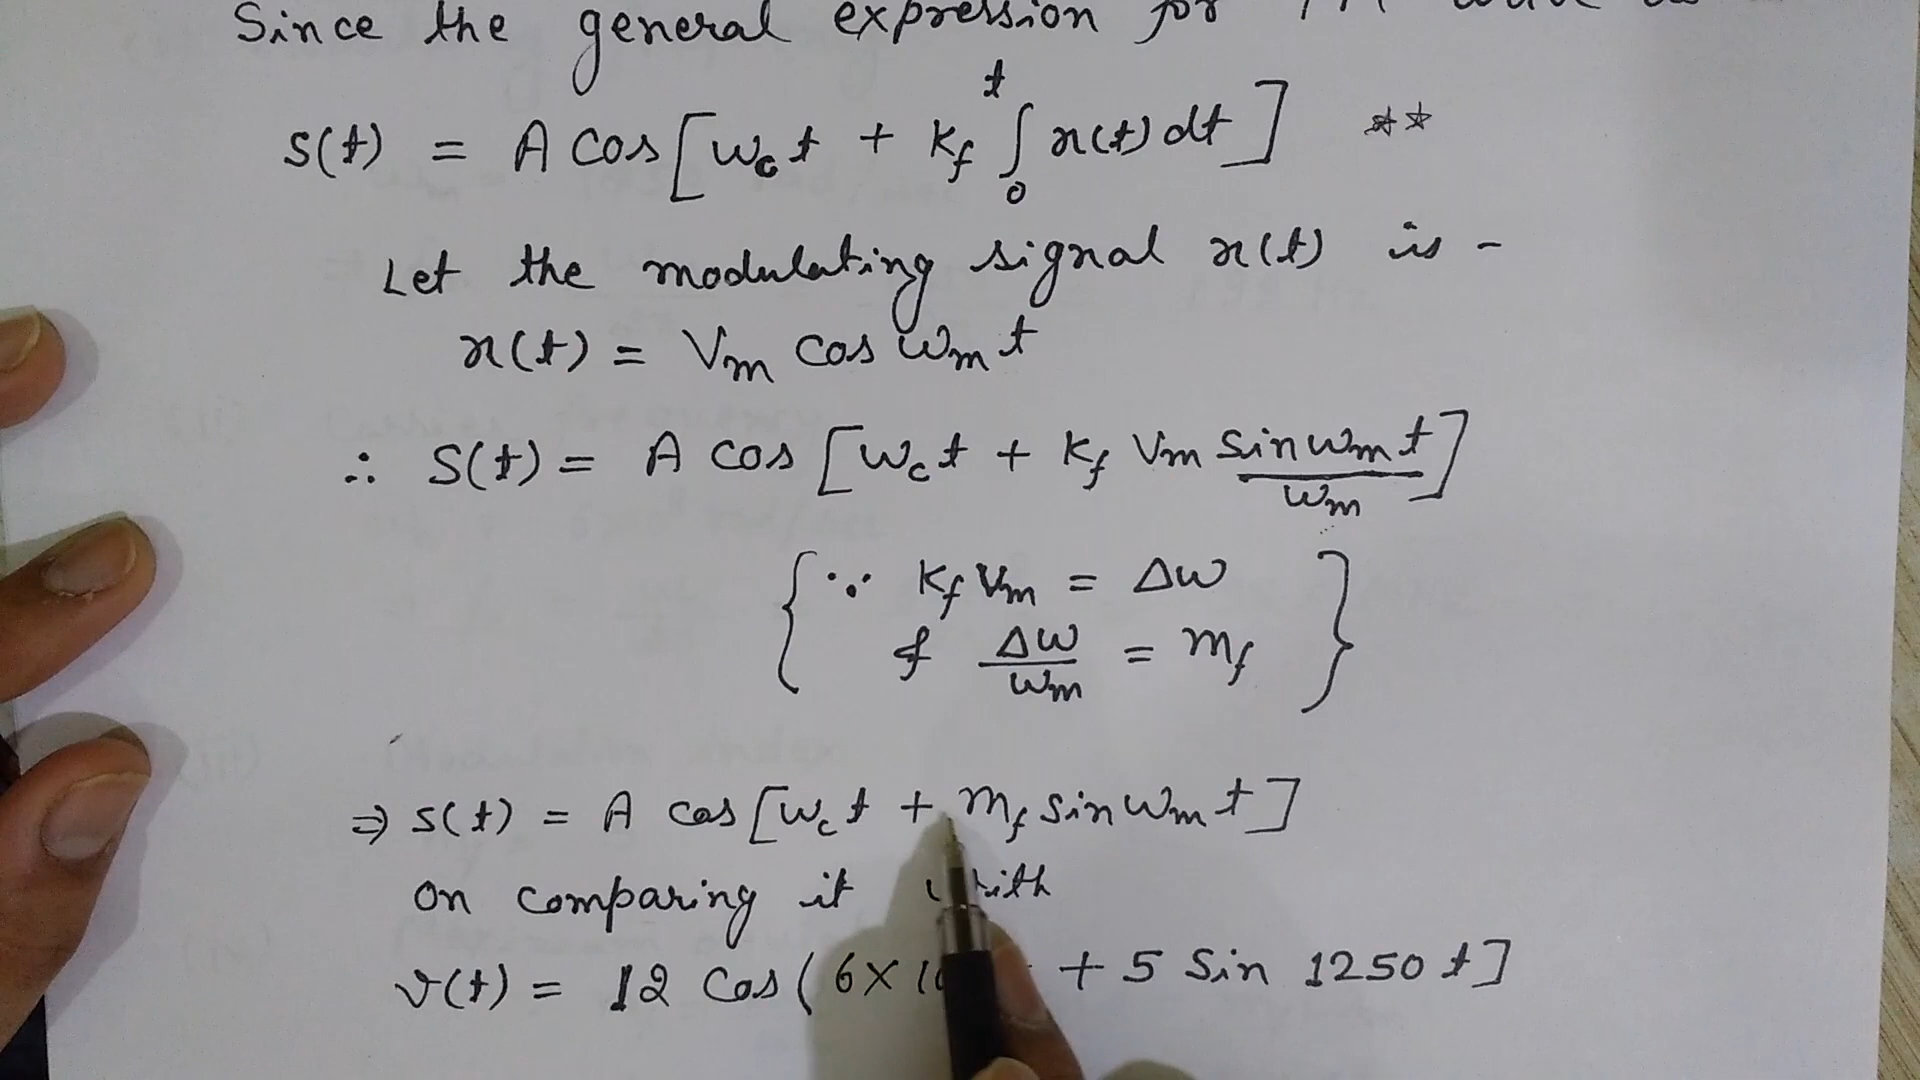 Since the general expression for
s(t) = A cos [ωc t + Kf ∫₀ᵗ x(t) dt] **
Let the modulating signal x(t) is -
x(t) = Vm cos ωm t
∴ S(t) = A cos [ωc t + Kf Vm sin ωm t / ωm]
{ ∵ Kf Vm = Δω
& Δω / ωm = mf }
⇒ s(t) = A cos [ωc t + mf sin ωm t]
on comparing it with
v(t) = 12 cos ( 6 × + 5 sin 1250 t ]